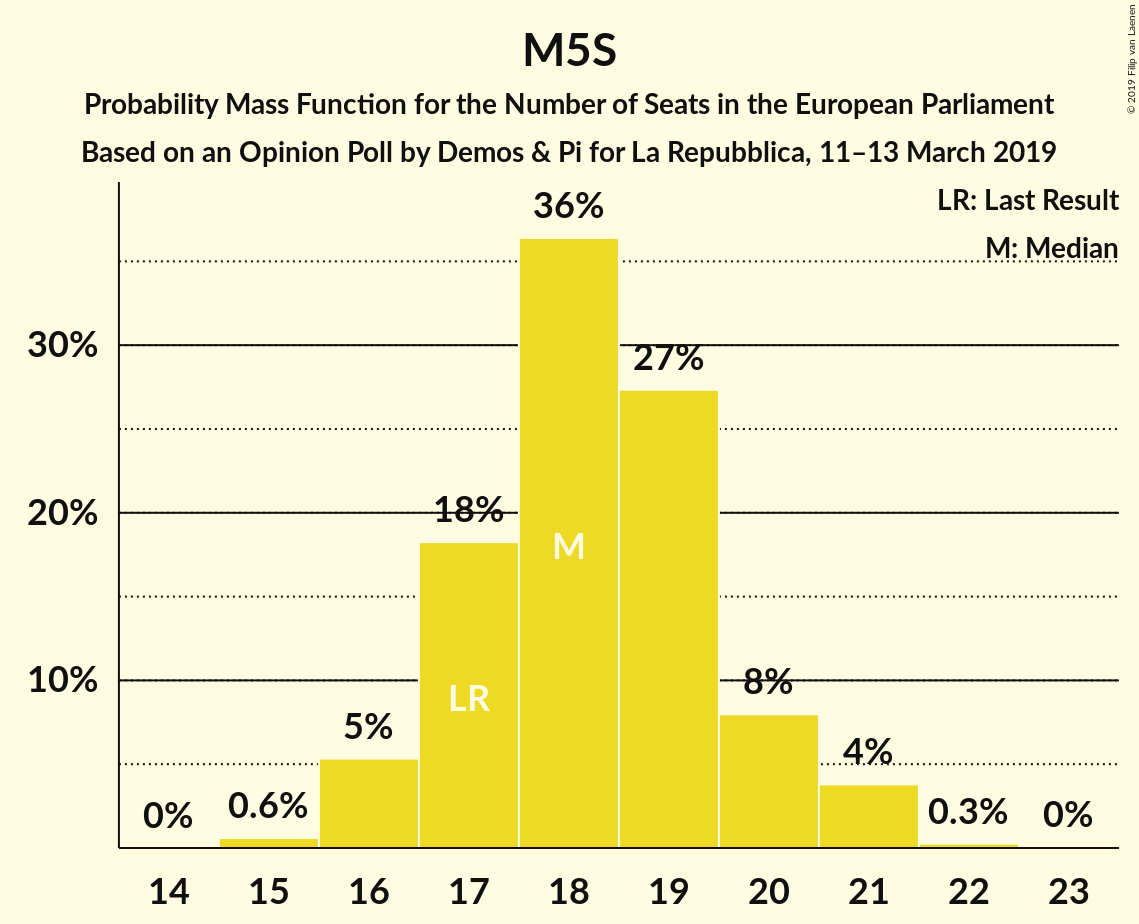 M5S
Probability Mass Function for the Number of Seats in the European Parliament
Based on an Opinion Poll by Demos & Pi for La Repubblica, 11–13 March 2019
© 2019 Filip van Laenen
LR: Last Result
M: Median
36%
30%
27%
20%
18%
M
10%
8%
LR
5%
4%
0%
0.6%
0.3%
0%
14 15 16 17 18 19 20 21 22 23